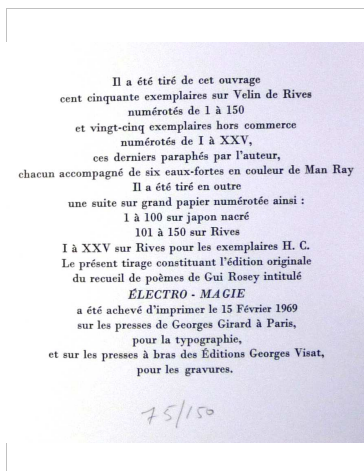 Il a été tiré de cet ouvrage
cent cinquante exemplaires sur Velin de Rives
numérotés de 1 à 150
et vingt-cinq exemplaires hors commerce
numérotés de I à XXV,
ces derniers paraphés par l'auteur,
chacun accompagné de six eaux-fortes en couleur de Man Ray
Il a été tiré en outre
une suite sur grand papier numérotée ainsi :
1 à 100 sur japon nacré
101 à 150 sur Rives
I à XXV sur Rives pour les exemplaires H. C.
Le présent tirage constituant l'édition originale
du recueil de poèmes de Gui Rosey intitulé
ÉLECTRO - MAGIE
a été achevé d'imprimer le 15 Février 1969
sur les presses de Georges Girard à Paris,
pour la typographie,
et sur les presses à bras des Éditions Georges Visat,
pour les gravures.
75/150